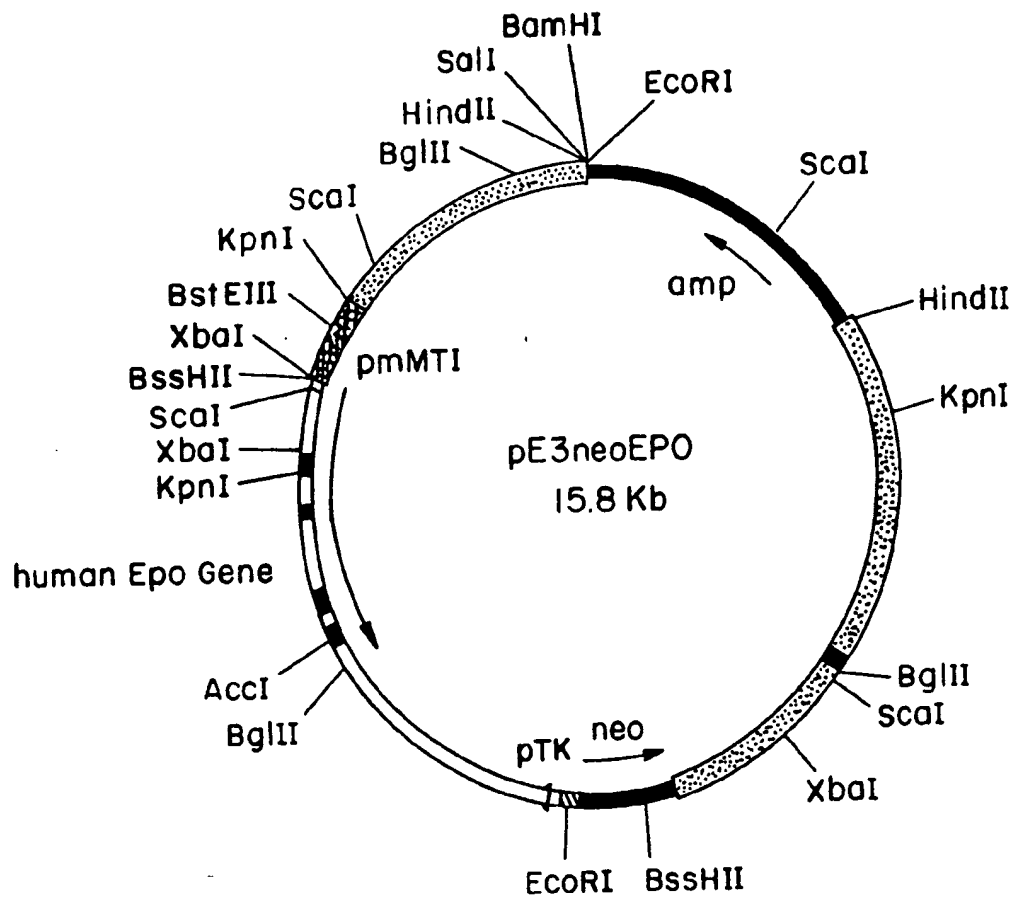 BamHI
SalI
EcoRI
HindII
BglII
ScaI
ScaI
KpnI
amp
BstEIII
HindII
XbaI
pmMTI
BssHII
KpnI
ScaI
XbaI
pE3neoEPO
KpnI
15.8 Kb
human Epo Gene
AccI
BglII
BglII
ScaI
neo
pTK
XbaI
EcoRI
BssHII